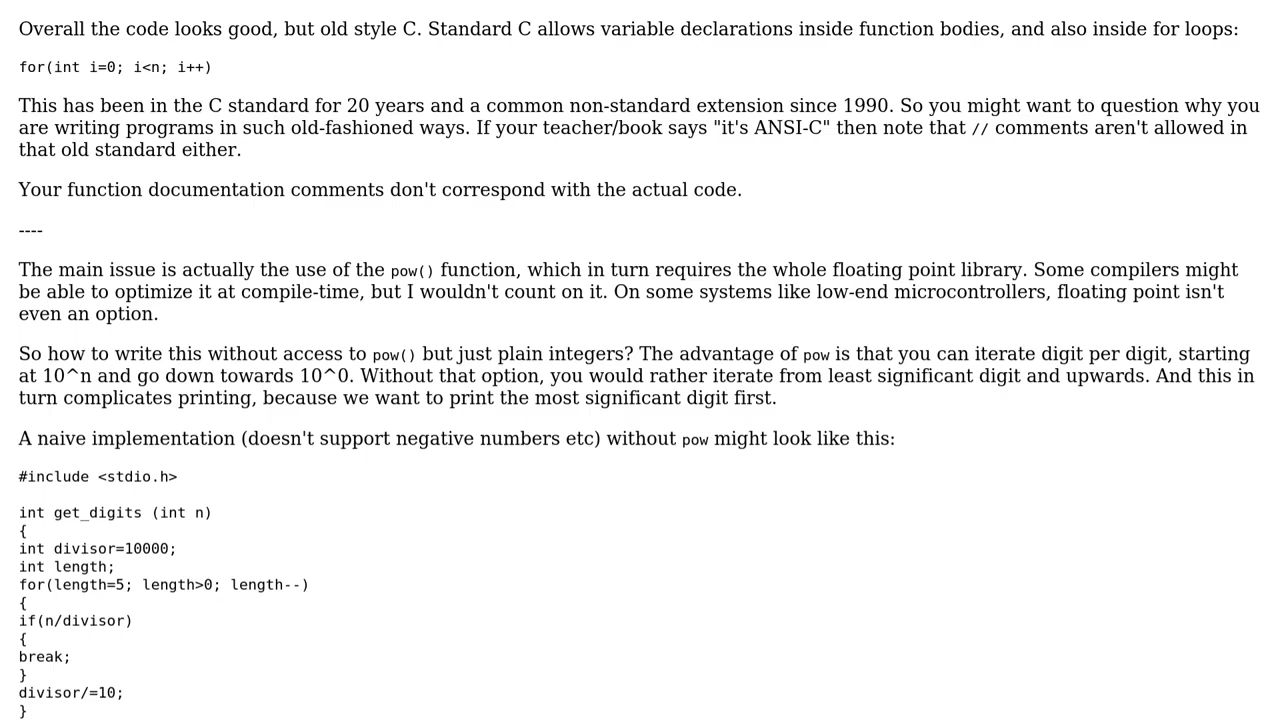 Overall the code looks good, but old style C. Standard C allows variable declarations inside function bodies, and also inside for loops:
for(int i=0; i<n; i++)
This has been in the C standard for 20 years and a common non-standard extension since 1990. So you might want to question why you
are writing programs in such old-fashioned ways. If your teacher/book says "it's ANSI-C" then note that // comments aren't allowed in
that old standard either.
Your function documentation comments don't correspond with the actual code.
----
The main issue is actually the use of the pow() function, which in turn requires the whole floating point library. Some compilers might
be able to optimize it at compile-time, but I wouldn't count on it. On some systems like low-end microcontrollers, floating point isn't
even an option.
So how to write this without access to pow() but just plain integers? The advantage of pow is that you can iterate digit per digit, starting
at 10^n and go down towards 10^0. Without that option, you would rather iterate from least significant digit and upwards. And this in
turn complicates printing, because we want to print the most significant digit first.
A naive implementation (doesn't support negative numbers etc) without pow might look like this:
#include <stdio.h>
int get_digits (int n)
{
int divisor=10000;
int length;
for(length=5; length>0; length--)
{
if(n/divisor)
{
break;
}
divisor/=10;
}